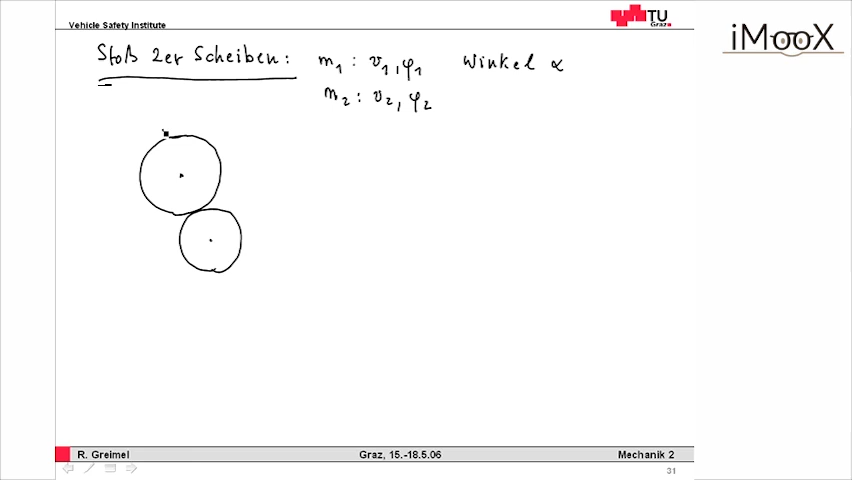 Vehicle Safety Institute
TU
Graz
iMooX
Stoß 2er Scheiben: m₁ : v₁, φ₁ Winkel α
m₂ : v₂, φ₂
R. Greimel Graz, 15.-18.5.06 Mechanik 2
31